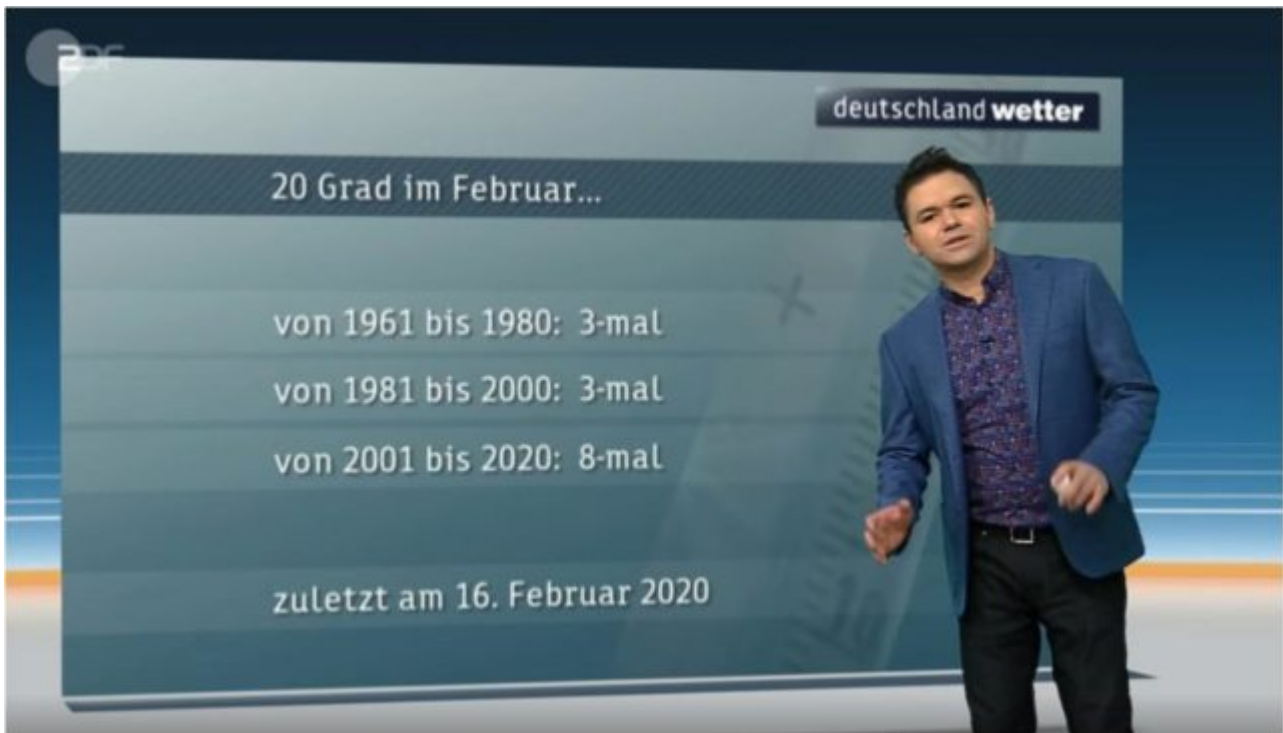 ZDF
deutschland wetter
20 Grad im Februar...
von 1961 bis 1980: 3-mal
von 1981 bis 2000: 3-mal
von 2001 bis 2020: 8-mal
zuletzt am 16. Februar 2020